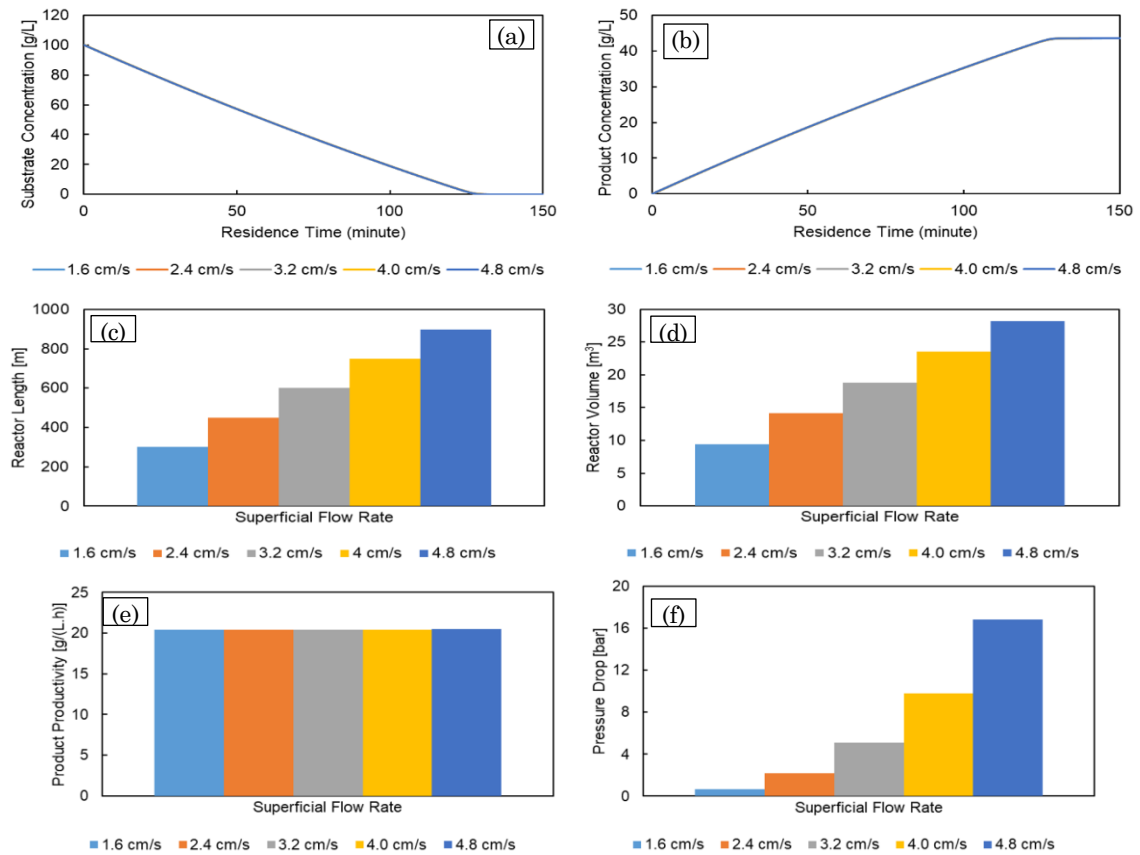 (a)
Substrate Concentration [g/L]
120
100
80
60
40
20
0
0 50 100 150
Residence Time (minute)
1.6 cm/s 2.4 cm/s 3.2 cm/s 4.0 cm/s 4.8 cm/s
(b)
Product Concentration [g/L]
50
40
30
20
10
0
0 50 100 150
Residence Time (minute)
1.6 cm/s 2.4 cm/s 3.2 cm/s 4.0 cm/s 4.8 cm/s
(c)
Reactor Length [m]
1000
800
600
400
200
0
Superficial Flow Rate
1.6 cm/s 2.4 cm/s 3.2 cm/s 4 cm/s 4.8 cm/s
(d)
Reactor Volume [m³]
30
25
20
15
10
5
0
Superficial Flow Rate
1.6 cm/s 2.4 cm/s 3.2 cm/s 4.0 cm/s 4.8 cm/s
(e)
Product Productivity [g/(L.h)]
25
20
15
10
5
0
Superficial Flow Rate
1.6 cm/s 2.4 cm/s 3.2 cm/s 4.0 cm/s 4.8 cm/s
(f)
Pressure Drop [bar]
20
16
12
8
4
0
Superficial Flow Rate
1.6 cm/s 2.4 cm/s 3.2 cm/s 4.0 cm/s 4.8 cm/s